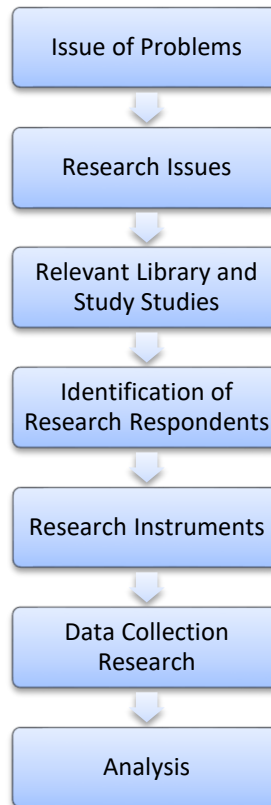 Issue of Problems
Research Issues
Relevant Library and
Study Studies
Identification of
Research Respondents
Research Instruments
Data Collection
Research
Analysis